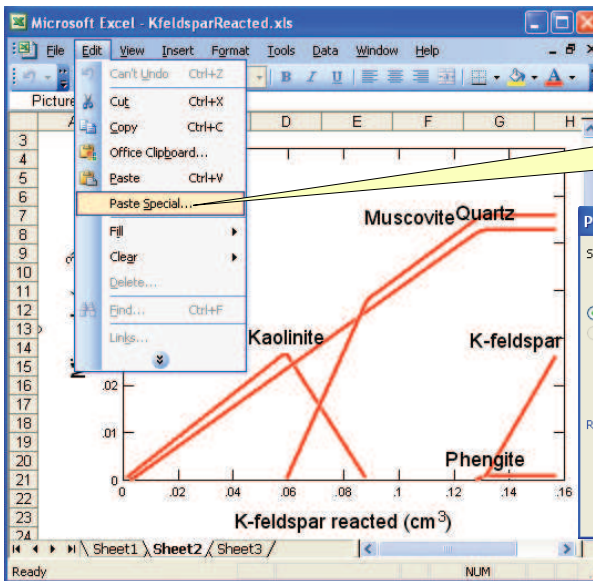 Microsoft Excel - KfeldsparReacted.xls
File Edit View Insert Format Tools Data Window Help
Can't Undo Ctrl+Z
B I U A
Picture
Cut Ctrl+X
Copy Ctrl+C
D E F G H
Office Clipboard...
Paste Ctrl+V
Paste Special...
Fill
Clear
Delete...
Find... Ctrl+F
Links...
3
4
5
6
7
8
9
10
11
12
13
14
15
16
17
18
19
20
21
22
23
24
Muscovite Quartz
Kaolinite K-feldspar
.02
.01
Phengite
0
0 .02 .04 .06 .08 .1 .12 .14 .16
K-feldspar reacted (cm3)
Sheet1 Sheet2 Sheet3
Ready NUM